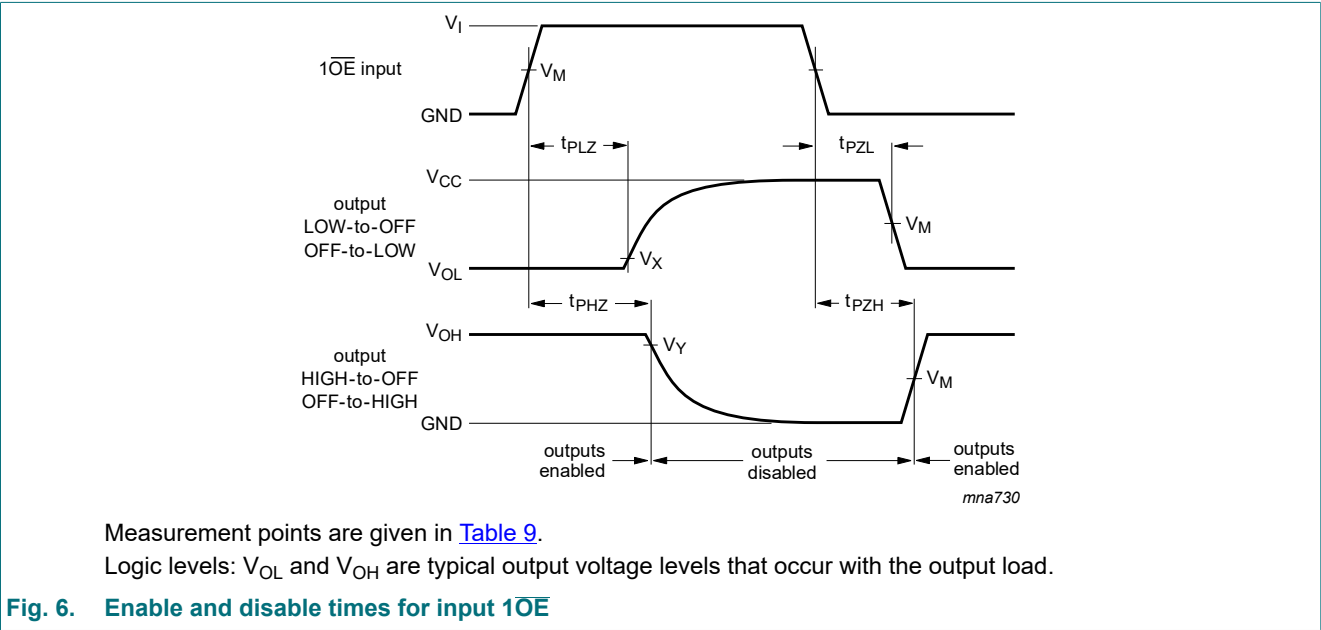 VI
1OE input
VM
GND
tPLZ
tPZL
VCC
output
LOW-to-OFF
OFF-to-LOW
VM
VX
VOL
tPHZ
tPZH
VOH
VY
output
HIGH-to-OFF
OFF-to-HIGH
VM
GND
outputs
enabled
outputs
disabled
outputs
enabled
mna730
Measurement points are given in Table 9.
Logic levels: VOL and VOH are typical output voltage levels that occur with the output load.
Fig. 6. Enable and disable times for input 1OE